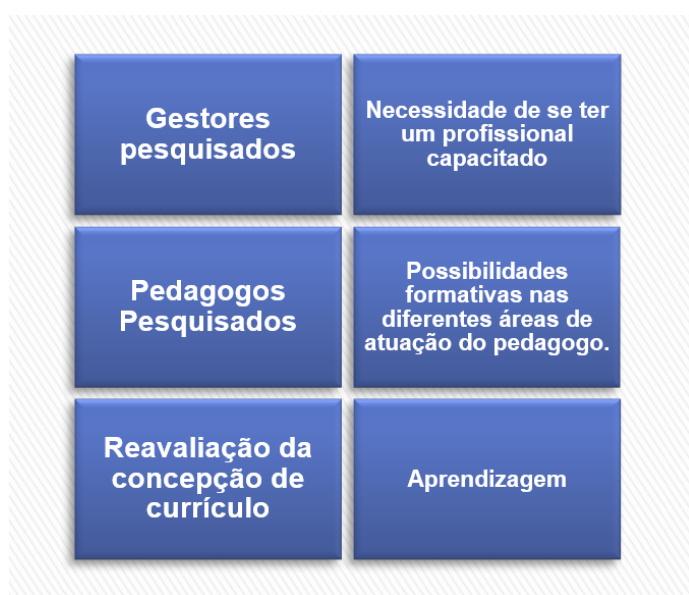 Gestores
pesquisados
Necessidade de se ter
um profissional
capacitado
Pedagogos
Pesquisados
Possibilidades
formativas nas
diferentes áreas de
atuação do pedagogo.
Reavaliação da
concepção de
currículo
Aprendizagem